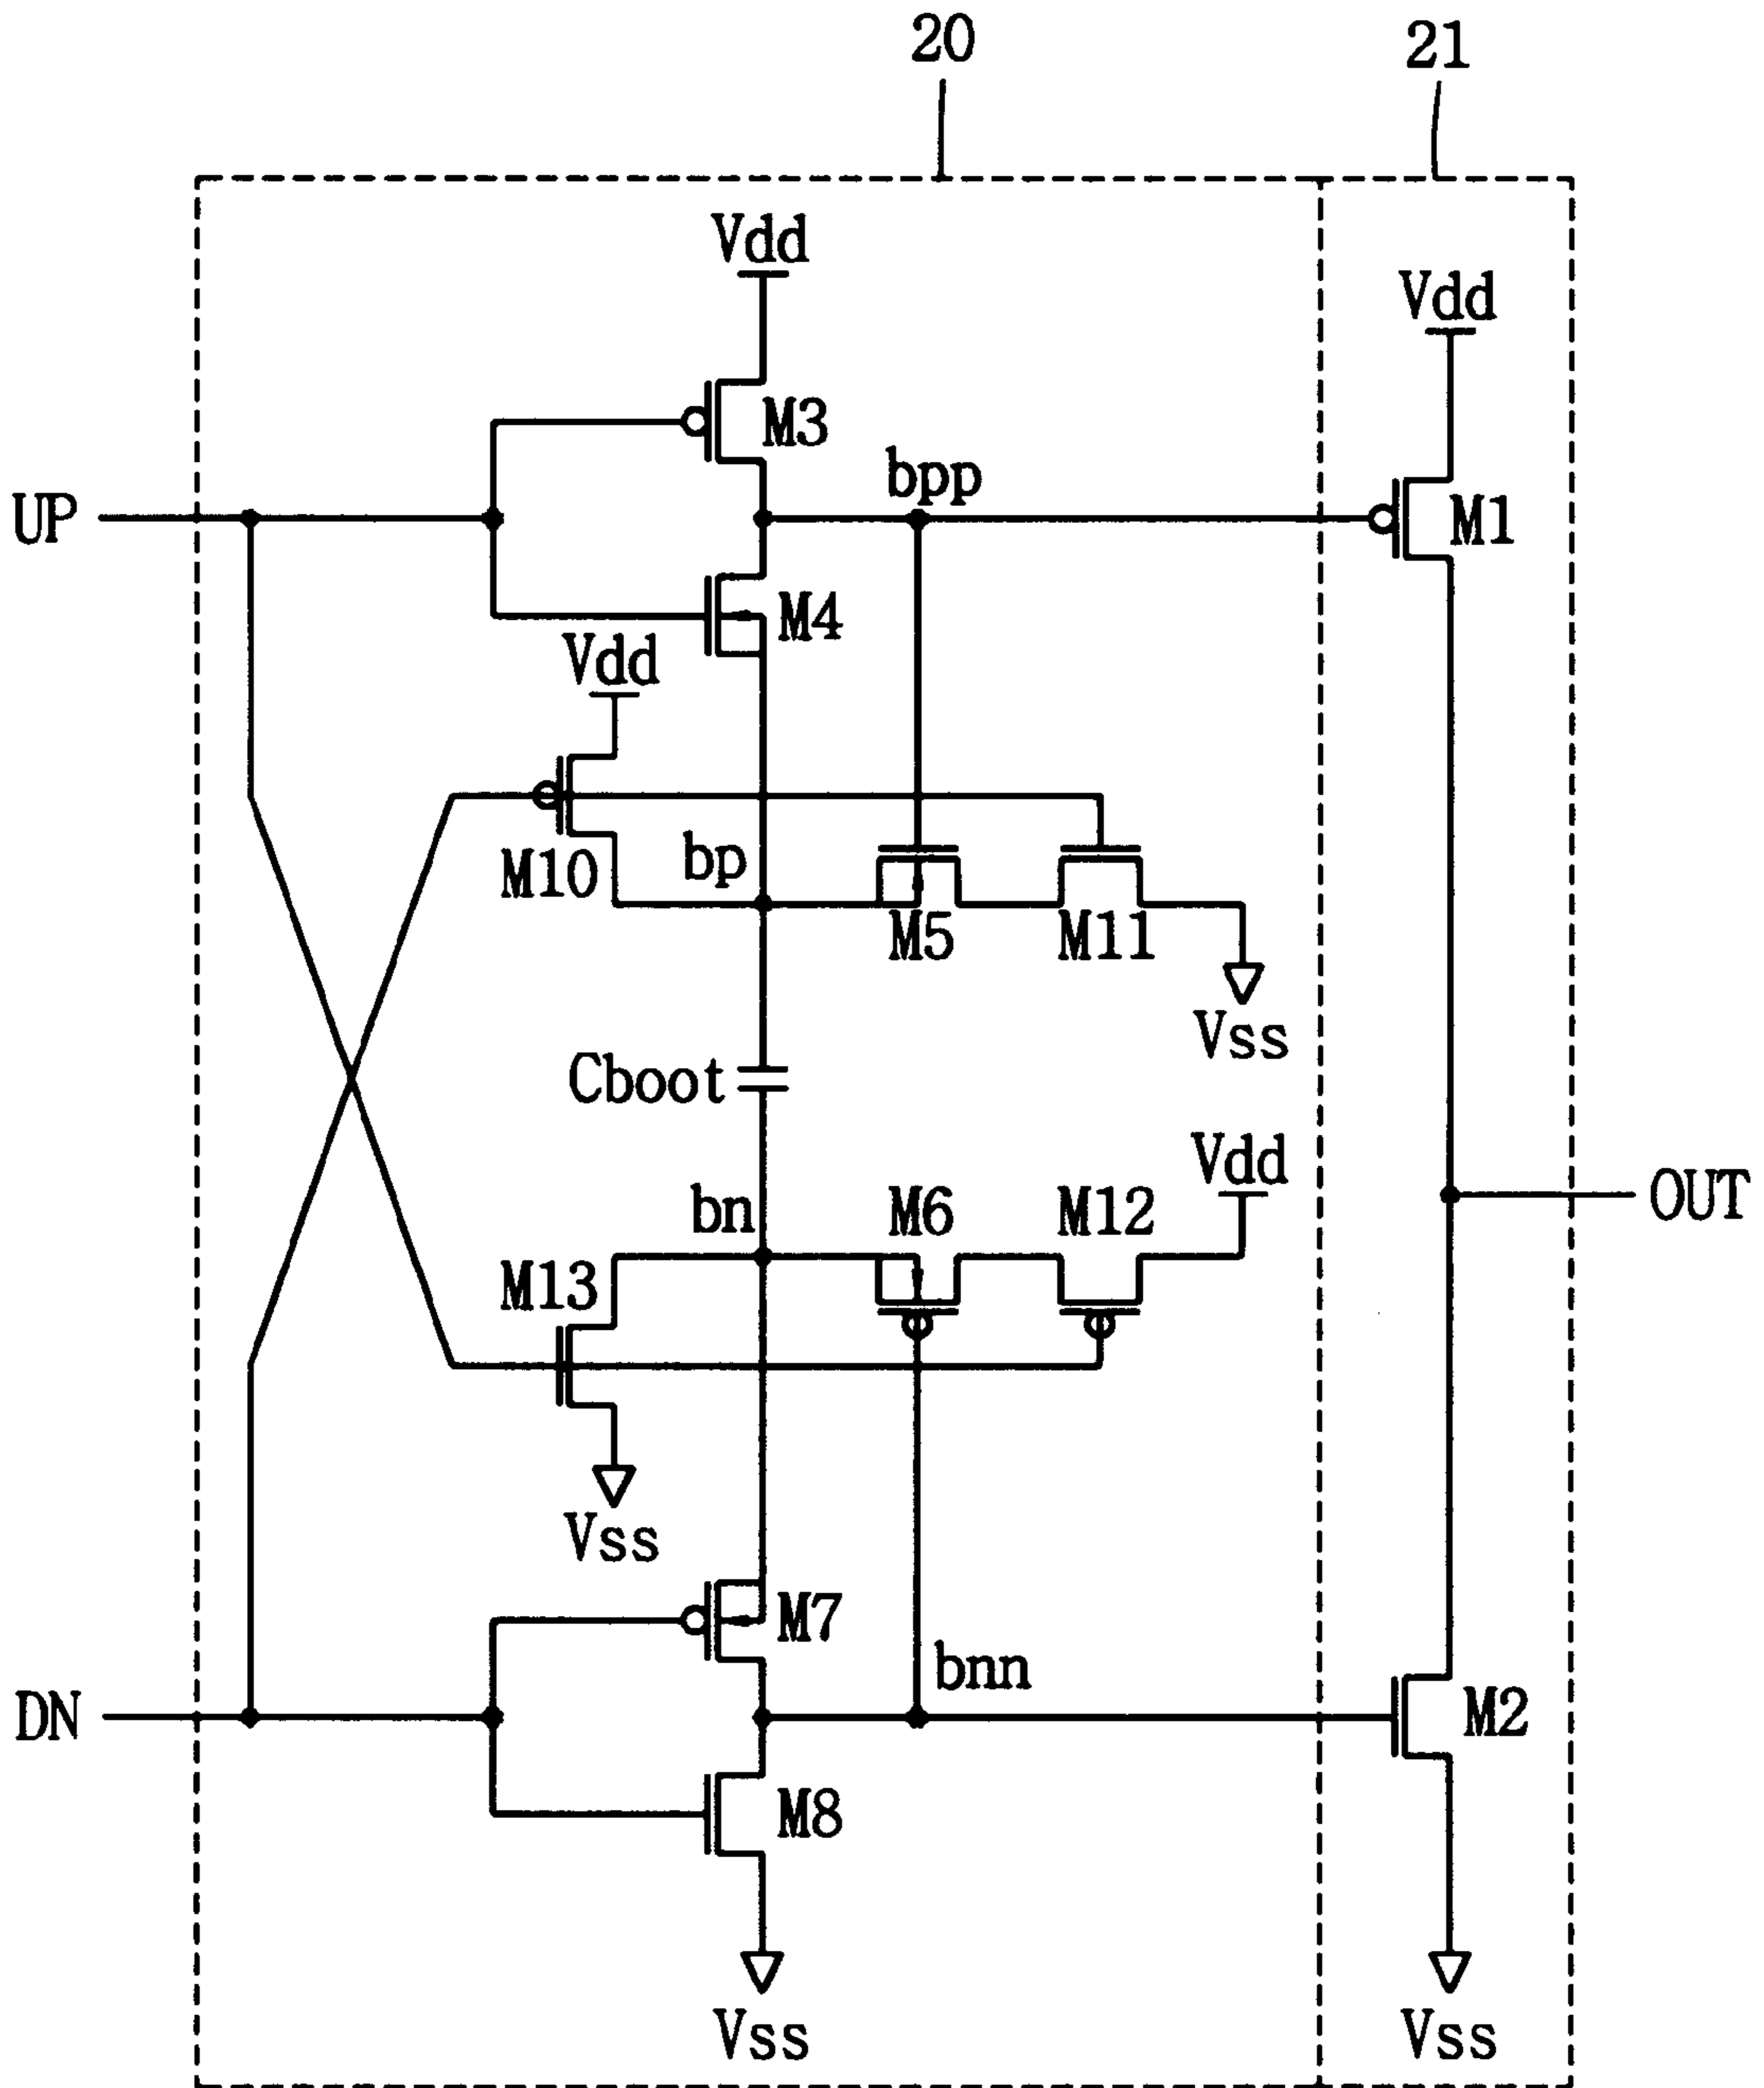 20
21
Vdd
Vdd
M3
bpp
UP
M1
M4
Vdd
bp
M10
M5
M11
Vss
Cboot
Vdd
bn
M6
M12
OUT
M13
Vss
M7
bnn
DN
M2
M8
Vss
Vss